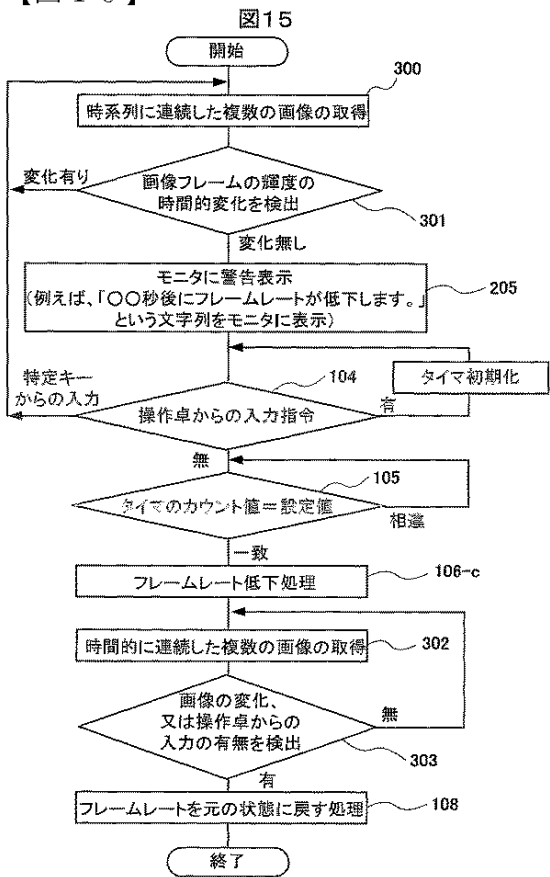 図15
開始
300
時系列に連続した複数の画像の取得
変化有り
画像フレームの輝度の
時間的変化を検出
301
変化無し
モニタに警告表示
(例えば、「〇〇秒後にフレームレートが低下します。」
という文字列をモニタに表示)
205
特定キー
からの入力
104
タイマ初期化
操作卓からの入力指令
有
無
105
タイマのカウント値＝設定値
相違
一致
フレームレート低下処理
106-c
時間的に連続した複数の画像の取得
302
画像の変化、
又は操作卓からの
入力の有無を検出
無
303
有
フレームレートを元の状態に戻す処理
108
終了